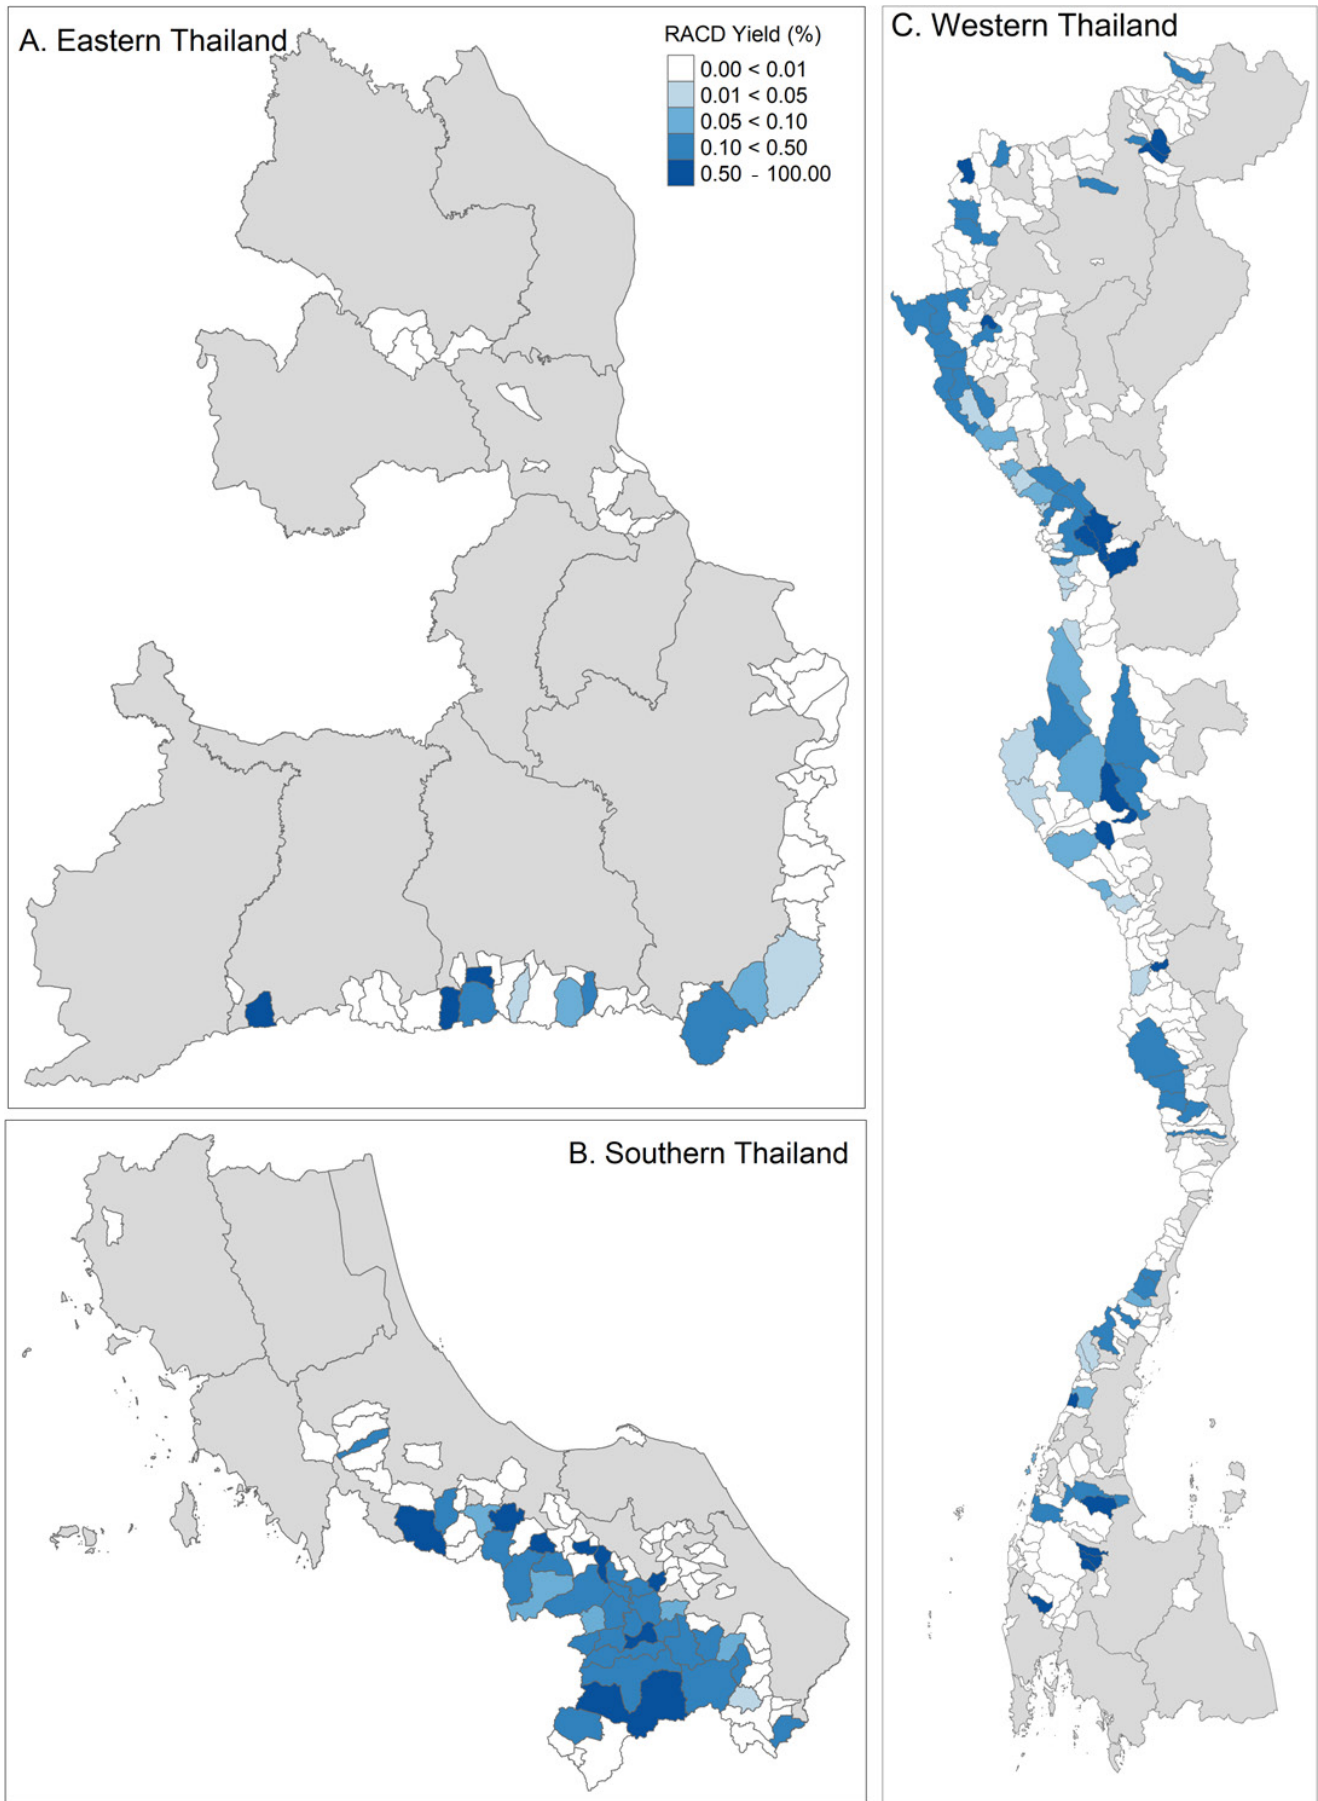 A. Eastern Thailand
RACD Yield (%)
0.00 < 0.01
0.01 < 0.05
0.05 < 0.10
0.10 < 0.50
0.50 - 100.00
C. Western Thailand
B. Southern Thailand